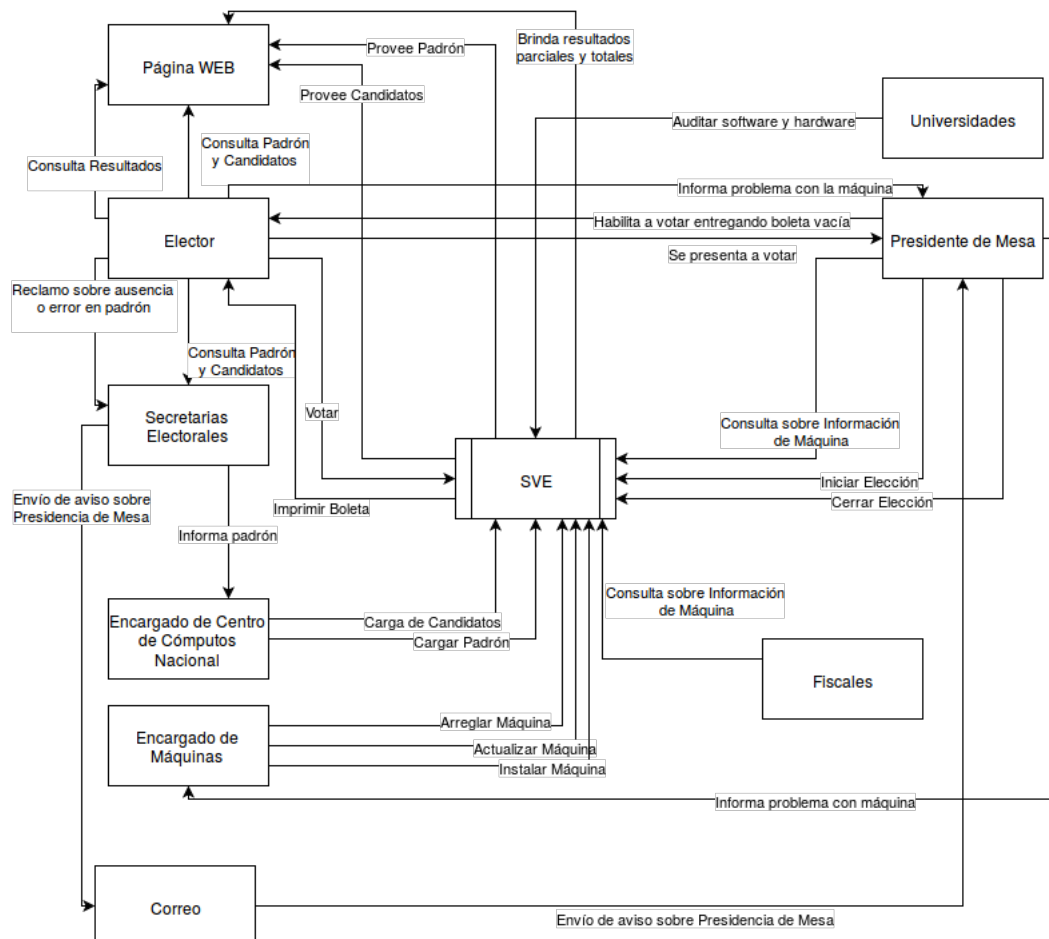 Brinda resultados
parciales y totales
Provee Padrón
Página WEB
Provee Candidatos
Universidades
Auditar software y hardware
Consulta Padrón
y Candidatos
Consulta Resultados
Informa problema con la máquina
Habilita a votar entregando boleta vacía
Elector
Presidente de Mesa
Se presenta a votar
Reclamo sobre ausencia
o error en padrón
Consulta Padrón
y Candidatos
Secretarias
Electorales
Votar
Consulta sobre Información
de Máquina
SVE
Iniciar Elección
Cerrar Elección
Envío de aviso sobre
Presidencia de Mesa
Imprimir Boleta
Informa padrón
Consulta sobre Información
de Máquina
Encargado de Centro
de Cómputos
Nacional
Carga de Candidatos
Cargar Padrón
Fiscales
Encargado de
Máquinas
Arreglar Máquina
Actualizar Máquina
Instalar Máquina
Informa problema con máquina
Correo
Envío de aviso sobre Presidencia de Mesa